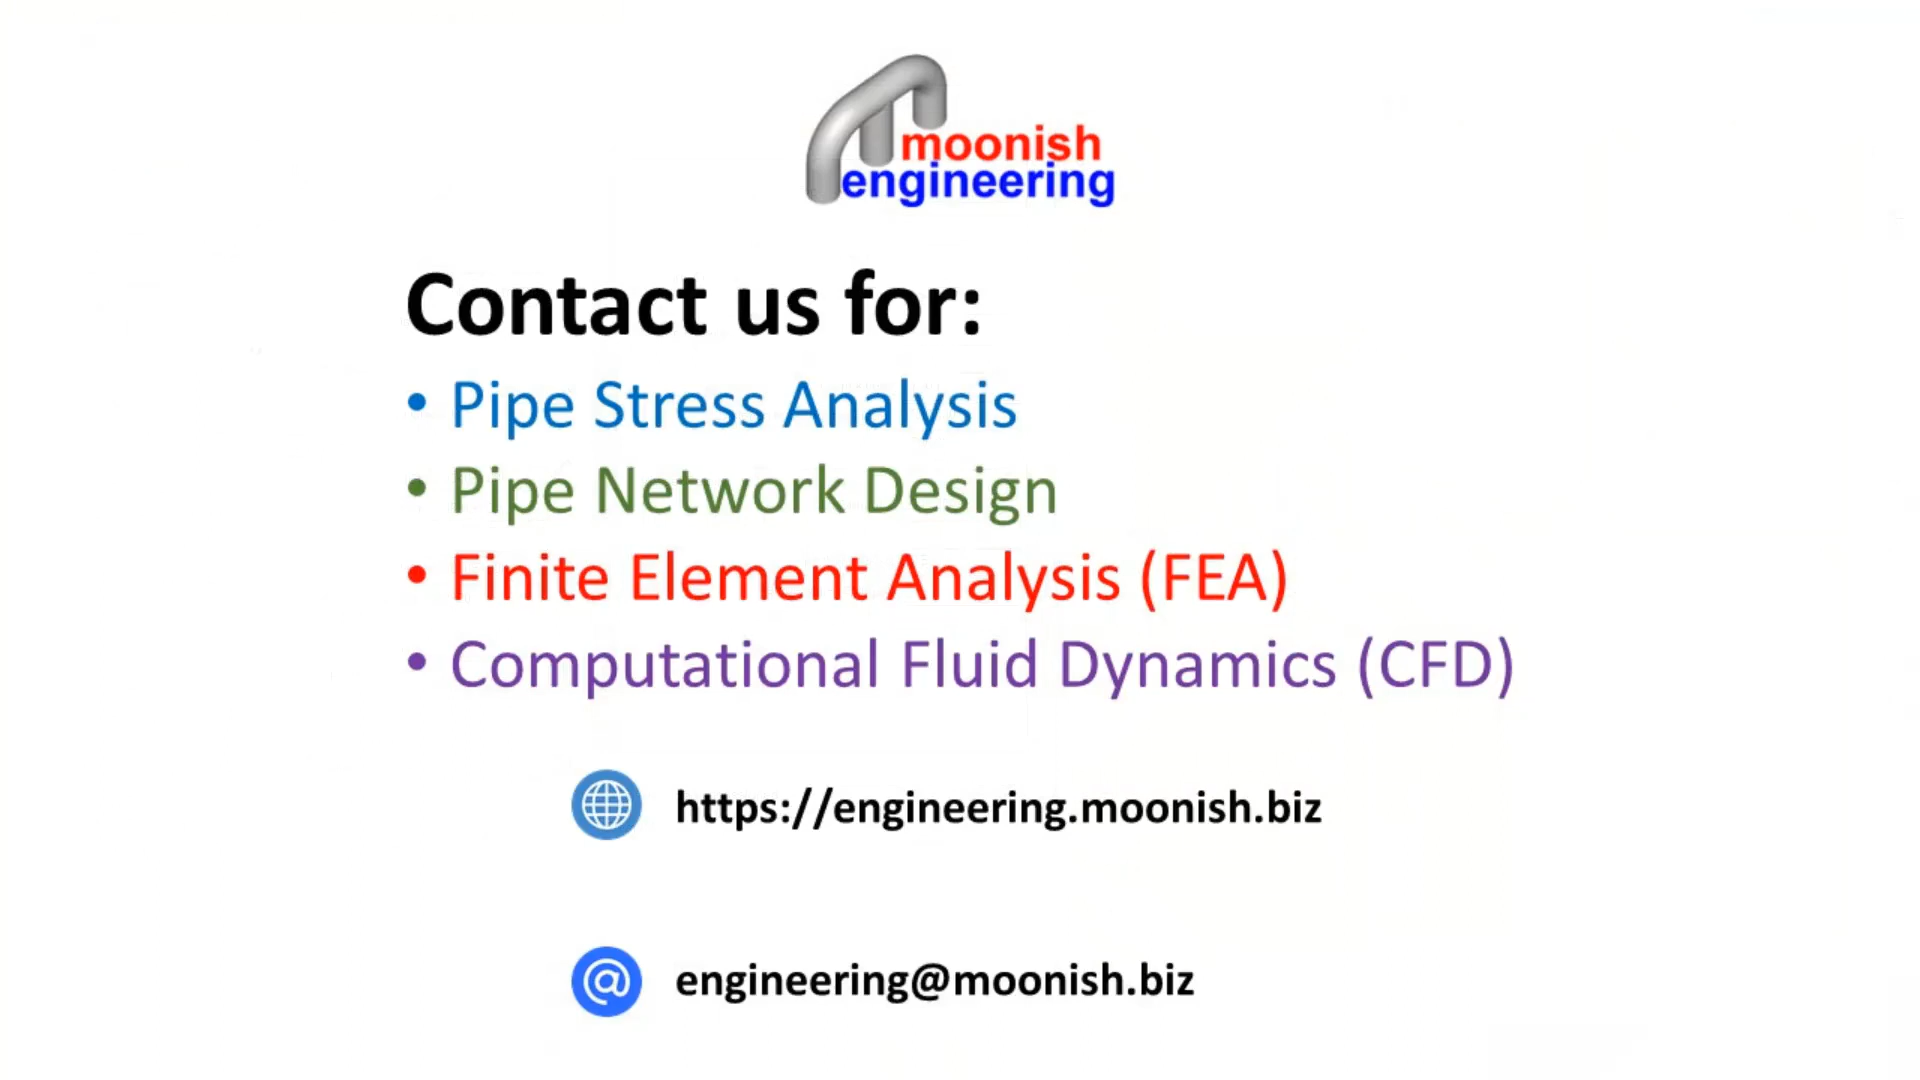 moonish
engineering
Contact us for:
• Pipe Stress Analysis
• Pipe Network Design
• Finite Element Analysis (FEA)
• Computational Fluid Dynamics (CFD)
https://engineering.moonish.biz
@ engineering@moonish.biz